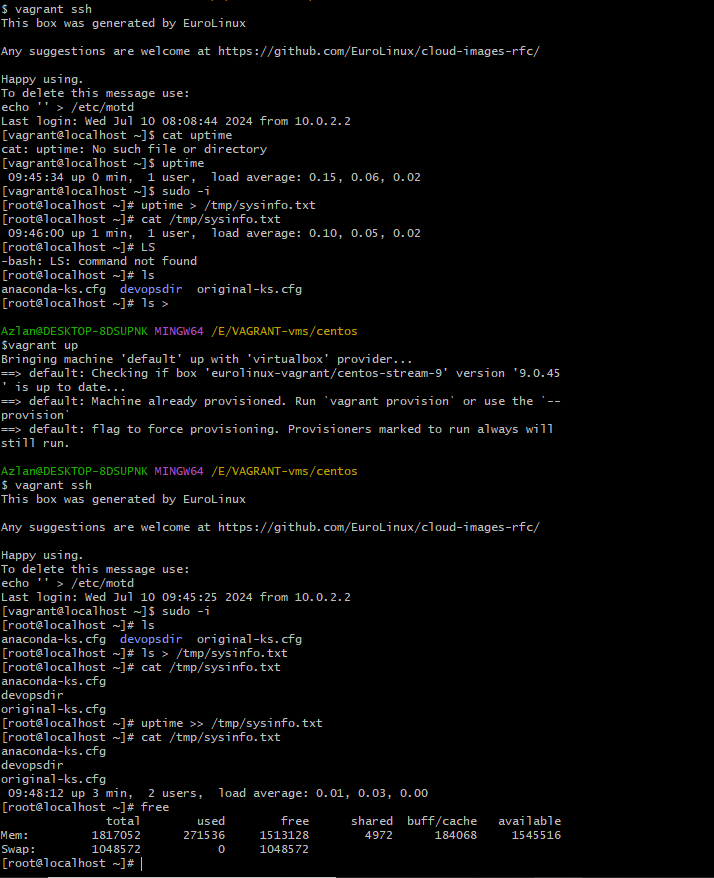 $ vagrant ssh
This box was generated by EuroLinux
Any suggestions are welcome at https://github.com/EuroLinux/cloud-images-rfc/
Happy using.
To delete this message use:
echo '' > /etc/motd
Last login: Wed Jul 10 08:08:44 2024 from 10.0.2.2
[vagrant@localhost ~]$ cat uptime
cat: uptime: No such file or directory
[vagrant@localhost ~]$ uptime
 09:45:34 up 0 min,  1 user,  load average: 0.15, 0.06, 0.02
[vagrant@localhost ~]$ sudo -i
[root@localhost ~]# uptime > /tmp/sysinfo.txt
[root@localhost ~]# cat /tmp/sysinfo.txt
 09:46:00 up 1 min,  1 user,  load average: 0.10, 0.05, 0.02
[root@localhost ~]# LS
-bash: LS: command not found
[root@localhost ~]# ls
anaconda-ks.cfg  devopsdir  original-ks.cfg
[root@localhost ~]# ls >
Azlan@DESKTOP-8DSUPNK MINGW64 /E/VAGRANT-vms/centos
$vagrant up
Bringing machine 'default' up with 'virtualbox' provider...
==> default: Checking if box 'eurolinux-vagrant/centos-stream-9' version '9.0.45
' is up to date...
==> default: Machine already provisioned. Run `vagrant provision` or use the `--
provision`
==> default: flag to force provisioning. Provisioners marked to run always will
still run.
Azlan@DESKTOP-8DSUPNK MINGW64 /E/VAGRANT-vms/centos
$ vagrant ssh
This box was generated by EuroLinux
Any suggestions are welcome at https://github.com/EuroLinux/cloud-images-rfc/
Happy using.
To delete this message use:
echo '' > /etc/motd
Last login: Wed Jul 10 09:45:25 2024 from 10.0.2.2
[vagrant@localhost ~]$ sudo -i
[root@localhost ~]# ls
anaconda-ks.cfg  devopsdir  original-ks.cfg
[root@localhost ~]# ls > /tmp/sysinfo.txt
[root@localhost ~]# cat /tmp/sysinfo.txt
anaconda-ks.cfg
devopsdir
original-ks.cfg
[root@localhost ~]# uptime >> /tmp/sysinfo.txt
[root@localhost ~]# cat /tmp/sysinfo.txt
anaconda-ks.cfg
devopsdir
original-ks.cfg
 09:48:12 up 3 min,  2 users,  load average: 0.01, 0.03, 0.00
[root@localhost ~]# free
               total        used        free      shared  buff/cache   available
Mem:         1817052      271536     1513128        4972      184068     1545516
Swap:        1048572           0     1048572
[root@localhost ~]#